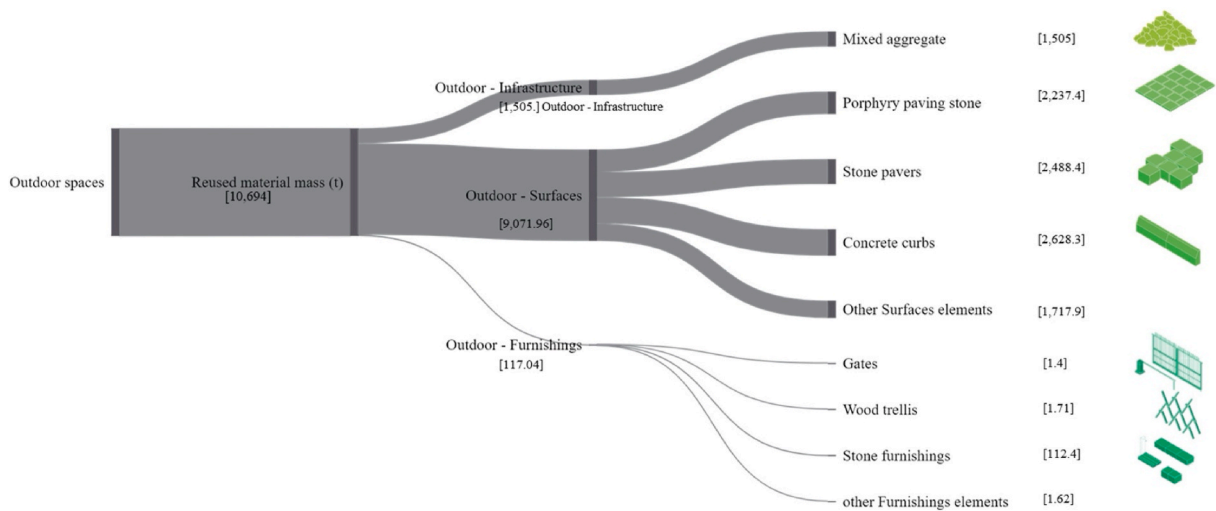 Mixed aggregate [1,505]
Outdoor - Infrastructure
[1,505.] Outdoor - Infrastructure
Porphyry paving stone [2,237.4]
Stone pavers [2,488.4]
Outdoor spaces
Reused material mass (t)
[10,694]
Outdoor - Surfaces
[9,071.96]
Concrete curbs [2,628.3]
Other Surfaces elements [1,717.9]
Outdoor - Furnishings
[117.04]
Gates [1.4]
Wood trellis [1.71]
Stone furnishings [112.4]
other Furnishings elements [1.62]